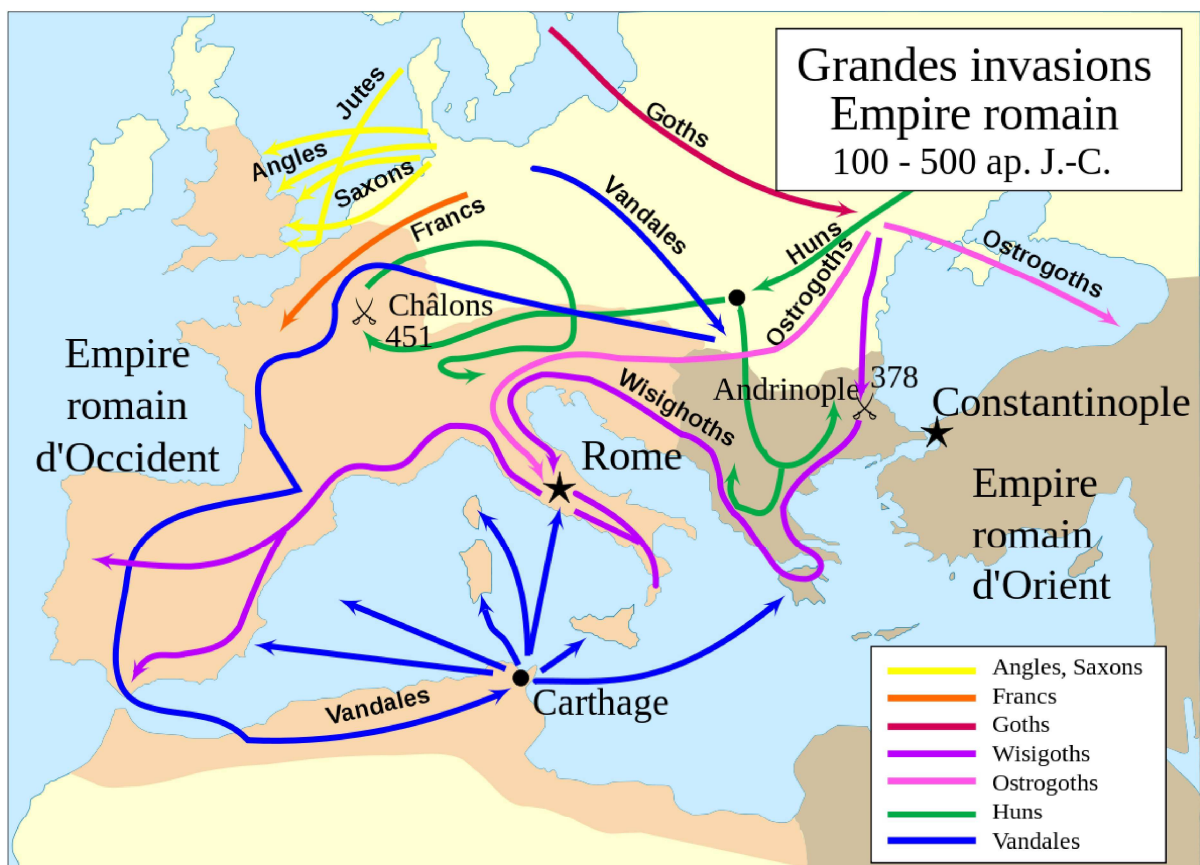 Grandes invasions
Empire romain
100 - 500 ap. J.-C.
Jutes
Angles
Saxons
Francs
Goths
Vandales
Huns
Ostrogoths
Ostrogoths
Châlons
451
Empire
romain
d'Occident
Wisighoths
Andrinople
378
Constantinople
Rome
Empire
romain
d'Orient
Vandales
Carthage
Angles, Saxons
Francs
Goths
Wisigoths
Ostrogoths
Huns
Vandales